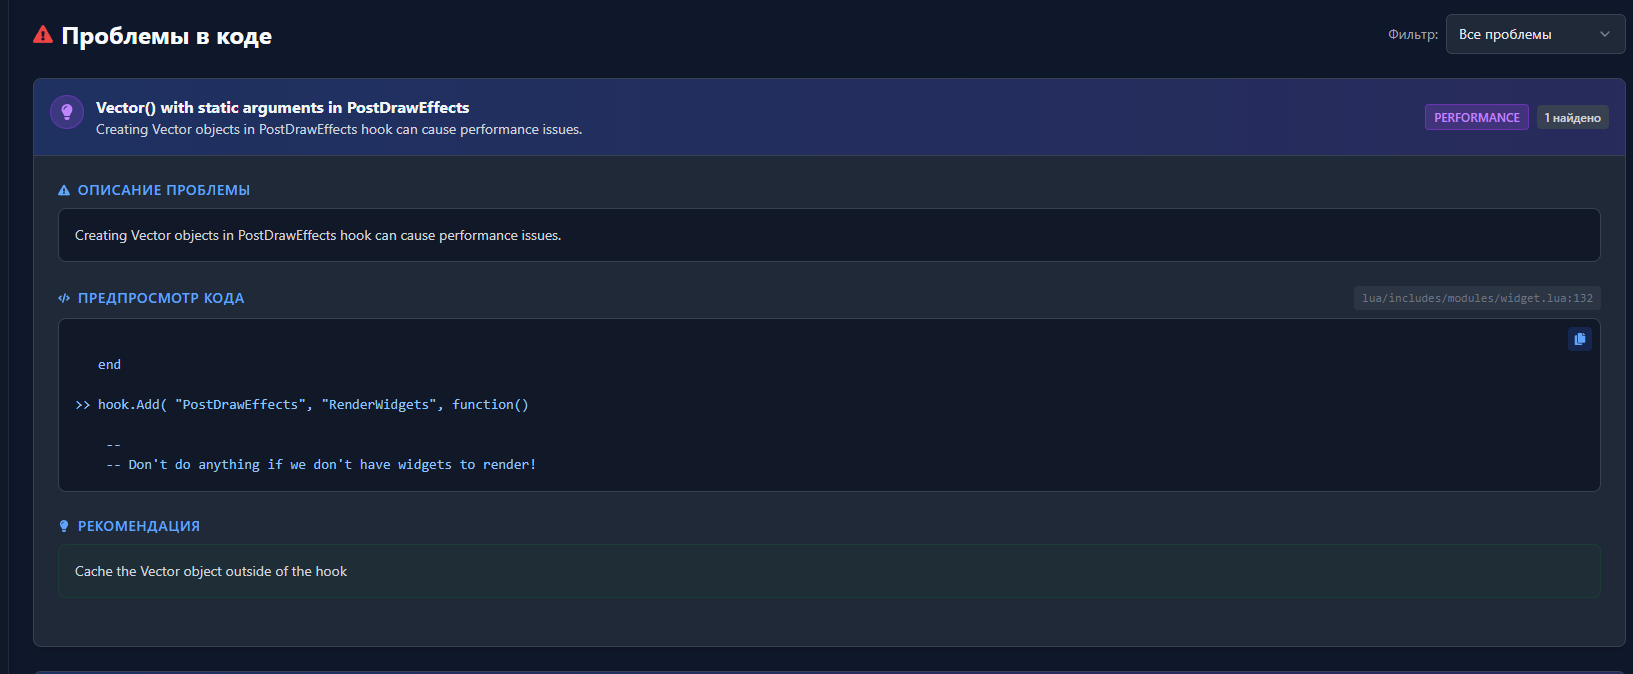 Проблемы в коде
Фильтр: Все проблемы
Vector() with static arguments in PostDrawEffects
Creating Vector objects in PostDrawEffects hook can cause performance issues.
PERFORMANCE
1 найдено
ОПИСАНИЕ ПРОБЛЕМЫ
Creating Vector objects in PostDrawEffects hook can cause performance issues.
</> ПРЕДПРОСМОТР КОДА
lua/includes/modules/widget.lua:132
end
>> hook.Add( "PostDrawEffects", "RenderWidgets", function()
--
-- Don't do anything if we don't have widgets to render!
РЕКОМЕНДАЦИЯ
Cache the Vector object outside of the hook